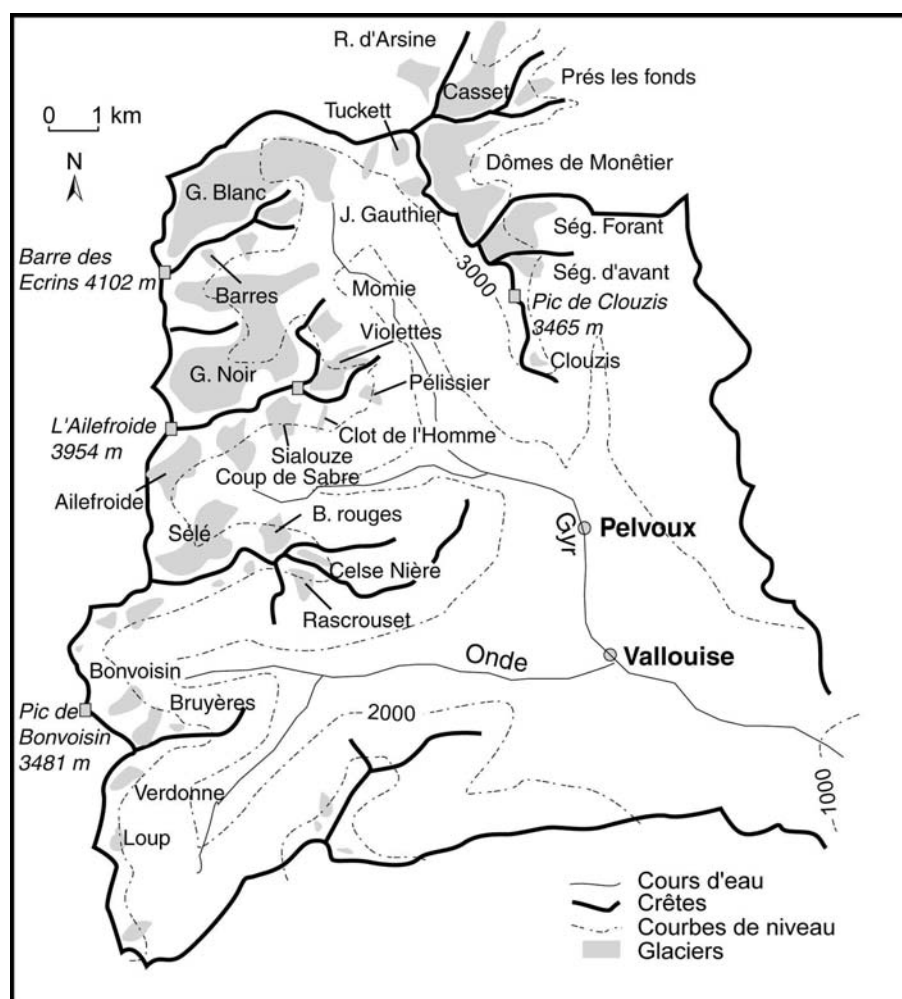 R. d'Arsine
Prés les fonds
Casset
Tuckett
0 1 km
N
Dômes de Monêtier
G. Blanc
J. Gauthier
Ség. Forant
Barre des
Ecrins 4102 m
3000
Ség. d'avant
Barres
Momie
Pic de Clouzis
3465 m
Violettes
Clouzis
G. Noir
Pélissier
L'Ailefroide
3954 m
Clot de l'Homme
Sialouze
Coup de Sabre
Ailefroide
B. rouges
Sélé
Gyr
Pelvoux
Celse Nière
Rascrouset
Onde
Vallouise
Bonvoisin
Bruyères
Pic de
Bonvoisin
3481 m
2000
1000
Verdonne
Loup
Cours d'eau
Crêtes
Courbes de niveau
Glaciers